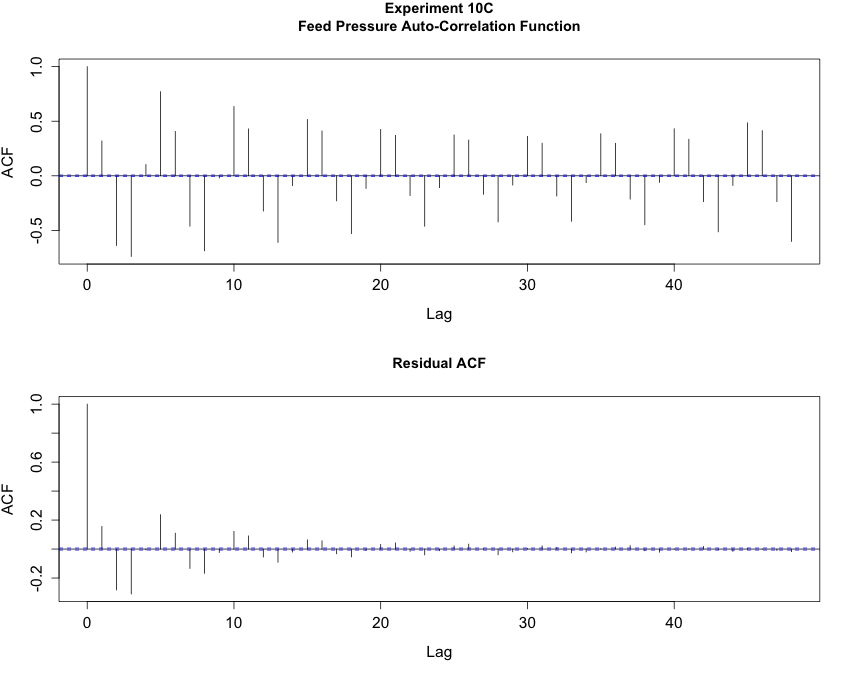 Experiment 10C
Feed Pressure Auto-Correlation Function
1.0
0.5
0.0
-0.5
ACF
0 10 20 30 40
Lag
Residual ACF
1.0
0.6
0.2
-0.2
ACF
0 10 20 30 40
Lag